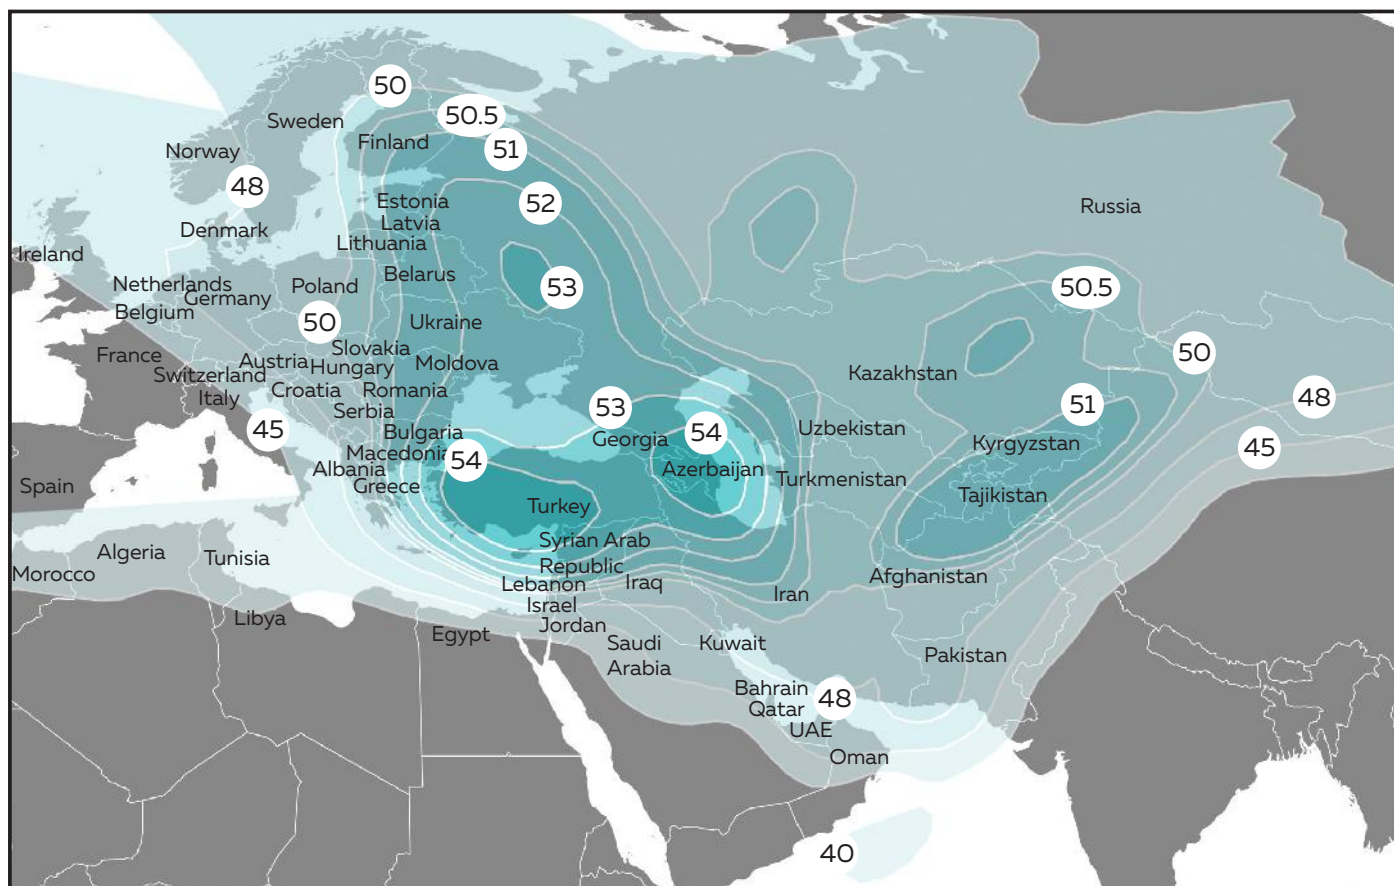 50
50.5
Sweden
Finland
51
Norway
48
52
Estonia
Russia
Latvia
Denmark
Lithuania
Ireland
Belarus
Netherlands
Germany
Poland
53
50.5
Belgium
50
Ukraine
France
Slovakia
Austria
Hungary
Moldova
50
Switzerland
Kazakhstan
Italy
Croatia
Romania
48
Serbia
53
51
45
Bulgaria
Georgia
54
Uzbekistan
Kyrgyzstan
45
Macedonia
54
Albania
Azerbaijan
Greece
Turkmenistan
Spain
Turkey
Tajikistan
Syrian Arab
Republic
Algeria
Tunisia
Morocco
Lebanon
Iraq
Iran
Afghanistan
Israel
Libya
Egypt
Jordan
Saudi
Arabia
Kuwait
Pakistan
Bahrain
Qatar
48
UAE
Oman
40